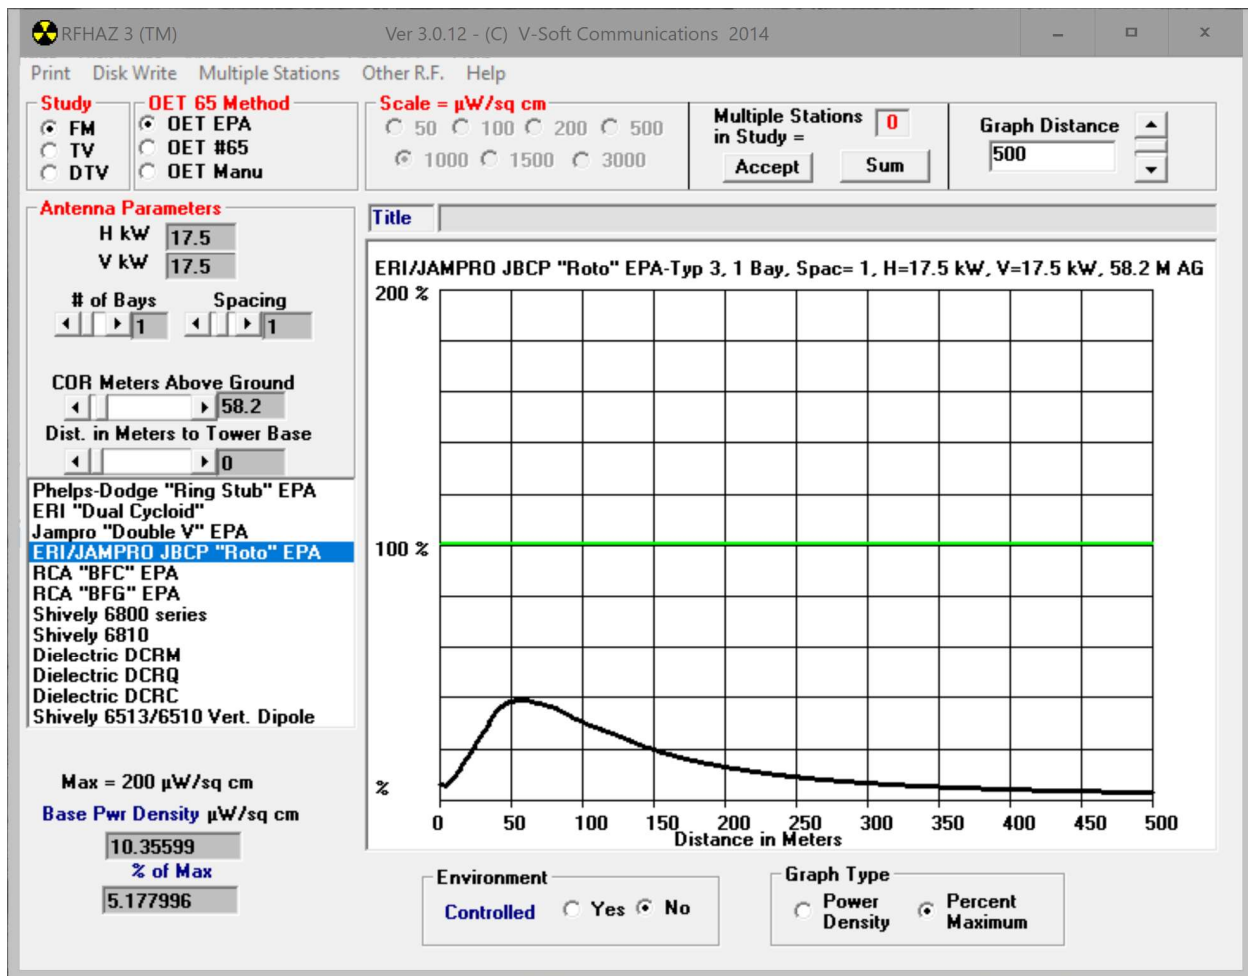 RFHAZ 3 (TM) Ver 3.0.12 - (C) V-Soft Communications 2014
Print Disk Write Multiple Stations Other R.F. Help
Study
FM
TV
DTV
OET 65 Method
OET EPA
OET #65
OET Manu
Scale = µW/sq cm
50 100 200 500
1000 1500 3000
Multiple Stations 0
in Study =
Accept Sum
Graph Distance
500
Antenna Parameters
H kW 17.5
V kW 17.5
# of Bays Spacing
1 1
COR Meters Above Ground
58.2
Dist. in Meters to Tower Base
0
Phelps-Dodge "Ring Stub" EPA
ERI "Dual Cycloid"
Jampro "Double V" EPA
ERI/JAMPRO JBCP "Roto" EPA
RCA "BFC" EPA
RCA "BFG" EPA
Shively 6800 series
Shively 6810
Dielectric DCRM
Dielectric DCRQ
Dielectric DCRC
Shively 6513/6510 Vert. Dipole
Max = 200 µW/sq cm
Base Pwr Density µW/sq cm
10.35599
% of Max
5.177996
Title
ERI/JAMPRO JBCP "Roto" EPA-Typ 3, 1 Bay, Spac= 1, H=17.5 kW, V=17.5 kW, 58.2 M AG
200 %
100 %
%
0 50 100 150 200 250 300 350 400 450 500
Distance in Meters
Environment
Controlled Yes No
Graph Type
Power Density
Percent Maximum